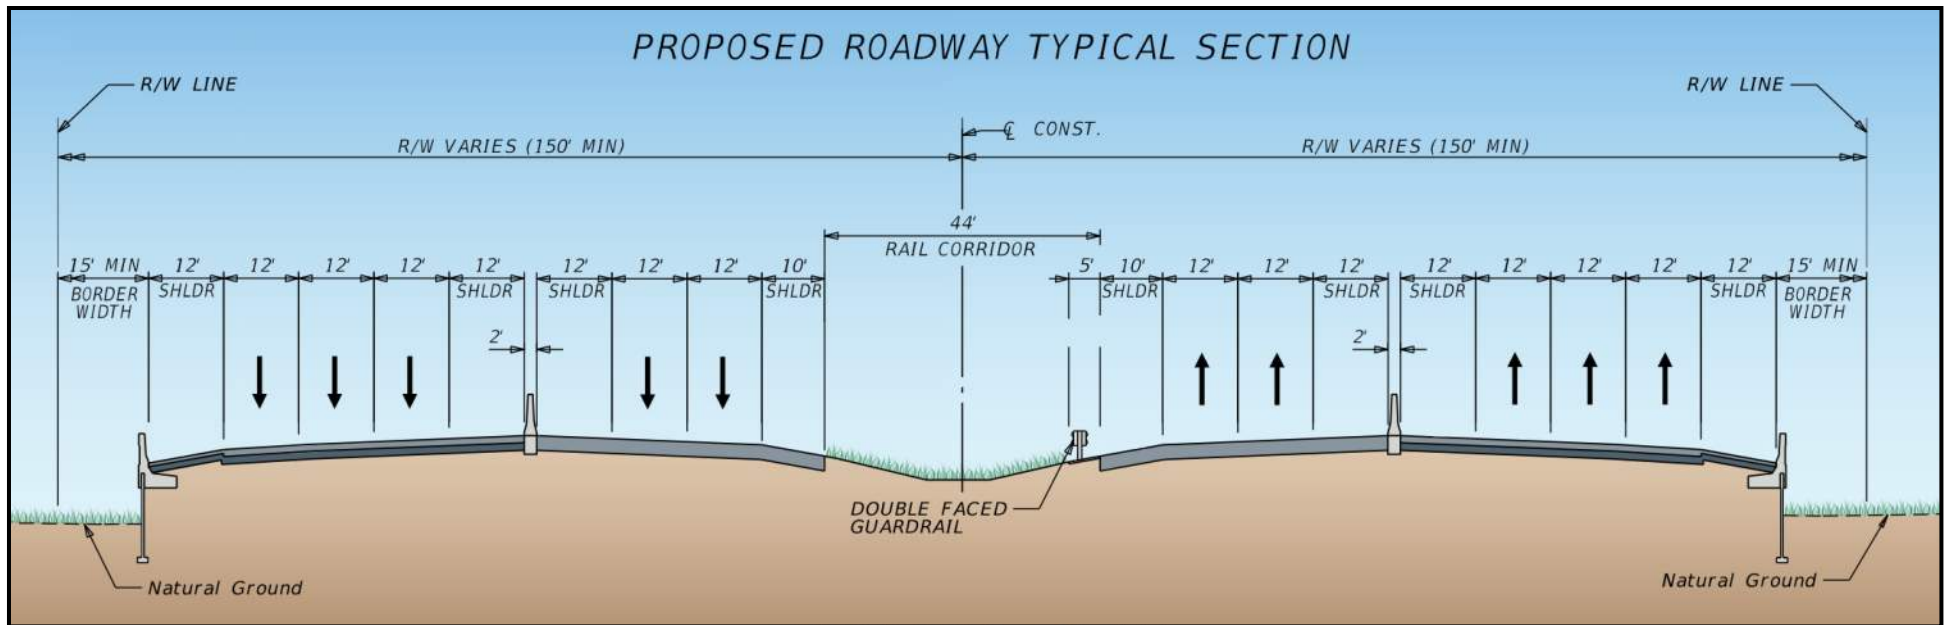 PROPOSED ROADWAY TYPICAL SECTION
R/W LINE
R/W LINE
℄ CONST.
R/W VARIES (150' MIN)
R/W VARIES (150' MIN)
44'
RAIL CORRIDOR
15' MIN
BORDER
WIDTH
12'
SHLDR
12'
12'
12'
12'
SHLDR
12'
SHLDR
12'
12'
10'
SHLDR
5'
10'
SHLDR
12'
12'
12'
SHLDR
12'
SHLDR
12'
12'
12'
12'
SHLDR
15' MIN
BORDER
WIDTH
2'
2'
DOUBLE FACED
GUARDRAIL
Natural Ground
Natural Ground